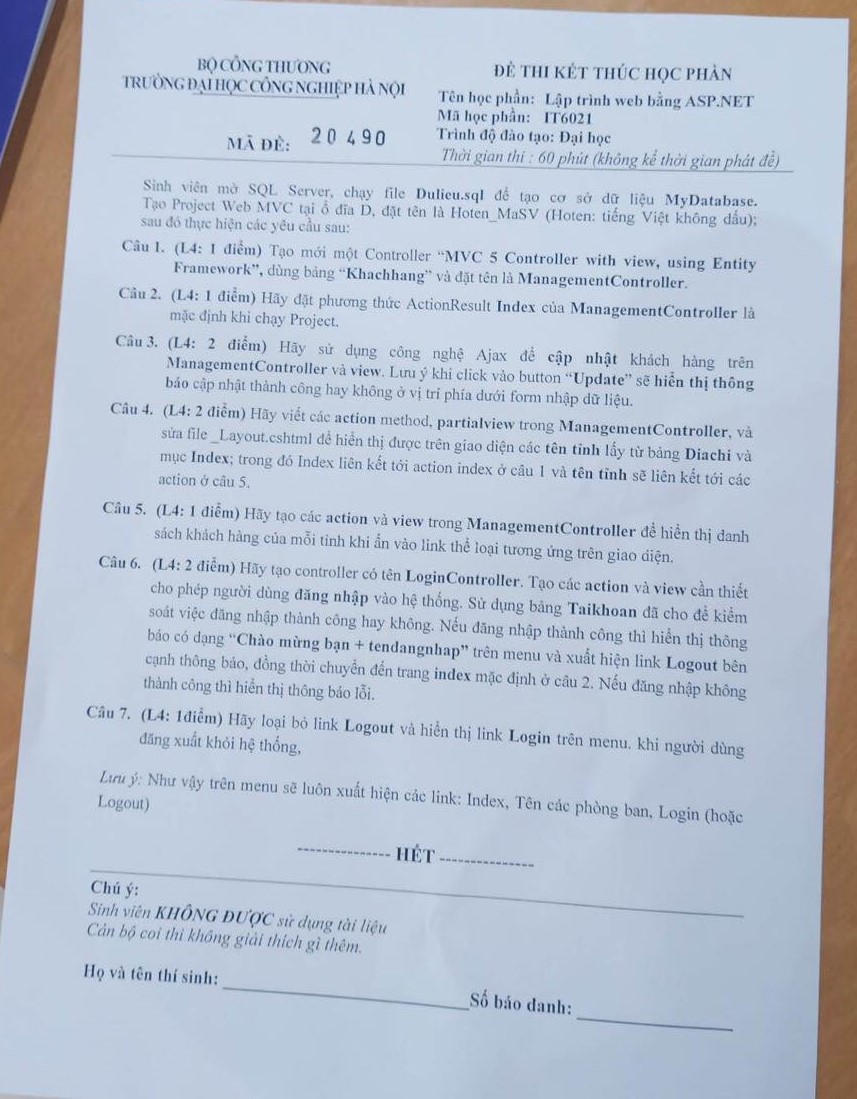 BỘ CÔNG THƯƠNG
TRƯỜNG ĐẠI HỌC CÔNG NGHIỆP HÀ NỘI
MÃ ĐỀ: 20 490
ĐỀ THI KẾT THÚC HỌC PHẦN
Tên học phần: Lập trình web bằng ASP.NET
Mã học phần: IT6021
Trình độ đào tạo: Đại học
Thời gian thi : 60 phút (không kể thời gian phát đề)
Sinh viên mở SQL Server, chạy file Dulieu.sql để tạo cơ sở dữ liệu MyDatabase.
Tạo Project Web MVC tại ổ đĩa D, đặt tên là Hoten_MaSV (Hoten: tiếng Việt không dấu);
sau đó thực hiện các yêu cầu sau:
Câu 1. (L4: 1 điểm) Tạo mới một Controller “MVC 5 Controller with view, using Entity
Framework”, dùng bảng “Khachhang” và đặt tên là ManagementController.
Câu 2. (L4: 1 điểm) Hãy đặt phương thức ActionResult Index của ManagementController là
mặc định khi chạy Project.
Câu 3. (L4: 2 điểm) Hãy sử dụng công nghệ Ajax để cập nhật khách hàng trên
ManagementController và view. Lưu ý khi click vào button “Update” sẽ hiển thị thông
báo cập nhật thành công hay không ở vị trí phía dưới form nhập dữ liệu.
Câu 4. (L4: 2 điểm) Hãy viết các action method, partialview trong ManagementController, và
sửa file _Layout.cshtml để hiển thị được trên giao diện các tên tỉnh lấy từ bảng Diachi và
mục Index; trong đó Index liên kết tới action index ở câu 1 và tên tỉnh sẽ liên kết tới các
action ở câu 5.
Câu 5. (L4: 1 điểm) Hãy tạo các action và view trong ManagementController để hiển thị danh
sách khách hàng của mỗi tỉnh khi ấn vào link thể loại tương ứng trên giao diện.
Câu 6. (L4: 2 điểm) Hãy tạo controller có tên LoginController. Tạo các action và view cần thiết
cho phép người dùng đăng nhập vào hệ thống. Sử dụng bảng Taikhoan đã cho để kiểm
soát việc đăng nhập thành công hay không. Nếu đăng nhập thành công thì hiển thị thông
báo có dạng “Chào mừng bạn + tendangnhap” trên menu và xuất hiện link Logout bên
cạnh thông báo, đồng thời chuyển đến trang index mặc định ở câu 2. Nếu đăng nhập không
thành công thì hiển thị thông báo lỗi.
Câu 7. (L4: 1điểm) Hãy loại bỏ link Logout và hiển thị link Login trên menu. khi người dùng
đăng xuất khỏi hệ thống,
Lưu ý: Như vậy trên menu sẽ luôn xuất hiện các link: Index, Tên các phòng ban, Login (hoặc
Logout)
--------------- HẾT ---------------
Chú ý:
Sinh viên KHÔNG ĐƯỢC sử dụng tài liệu
Cán bộ coi thi không giải thích gì thêm.
Họ và tên thí sinh: ____________________ Số báo danh: ____________